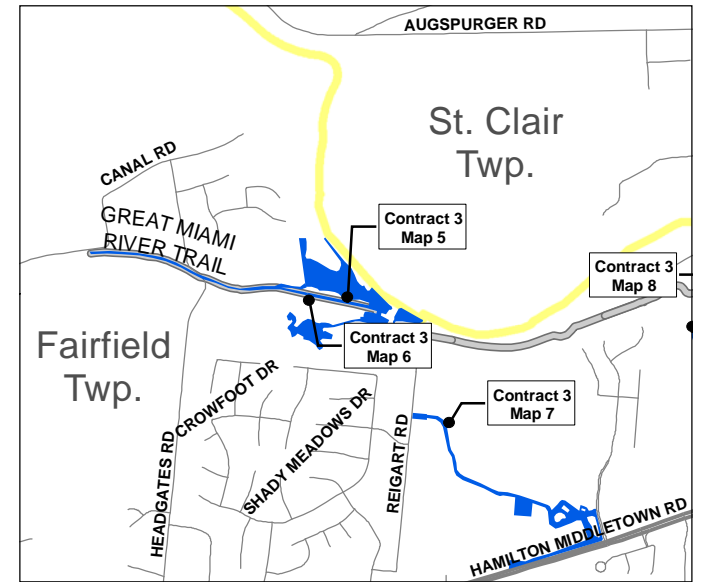 AUGSPURGER RD
St. Clair
Twp.
CANAL RD
GREAT MIAMI
RIVER TRAIL
Contract 3
Map 5
Contract 3
Map 8
Contract 3
Map 6
Fairfield
Twp.
CROWFOOT DR
SHADY MEADOWS DR
Contract 3
Map 7
HEADGATES RD
REIGART RD
HAMILTON MIDDLETOWN RD